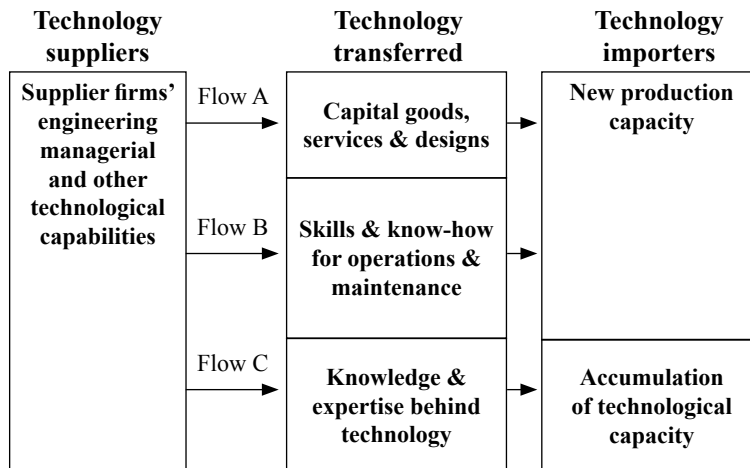 Technology
suppliers
Technology
transferred
Technology
importers
Supplier firms'
engineering
managerial
and other
technological
capabilities
Flow A
Capital goods,
services & designs
New production
capacity
Flow B
Skills & know-how
for operations &
maintenance
Flow C
Knowledge &
expertise behind
technology
Accumulation
of technological
capacity